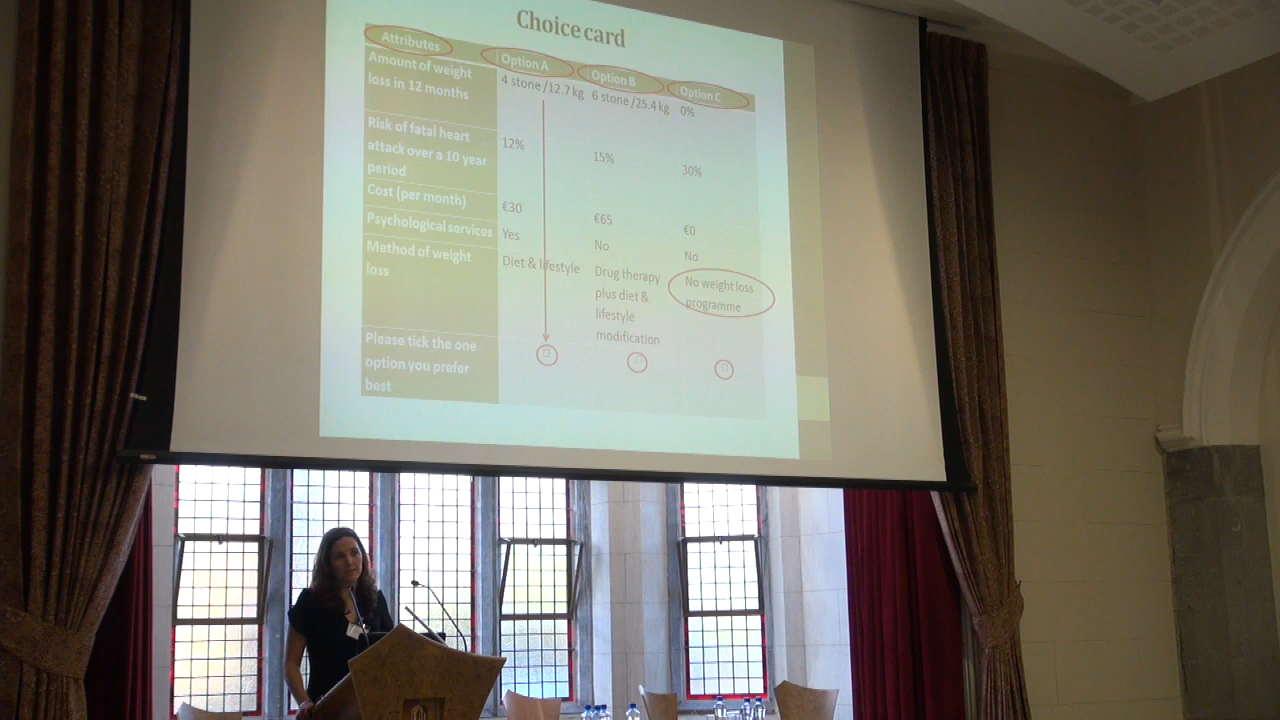 Choice card
Attributes Option A Option B Option C
Amount of weight
loss in 12 months
4 stone /12.7 kg 6 stone /25.4 kg 0%
Risk of fatal heart
attack over a 10 year
period
12% 15% 30%
Cost (per month) €30 €65 €0
Psychological services Yes No No
Method of weight
loss
Diet & lifestyle
Drug therapy
plus diet &
lifestyle
modification
No weight loss
programme
Please tick the one
option you prefer
best